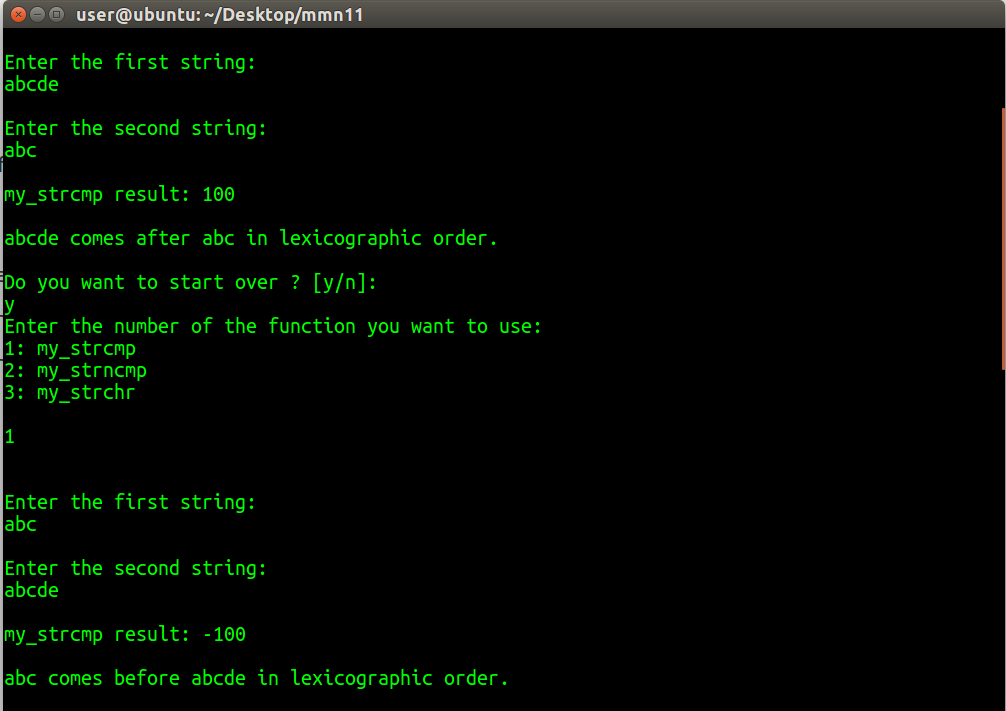 user@ubuntu: ~/Desktop/mmn11
Enter the first string:
abcde
Enter the second string:
abc
my_strcmp result: 100
abcde comes after abc in lexicographic order.
Do you want to start over ? [y/n]:
y
Enter the number of the function you want to use:
1: my_strcmp
2: my_strncmp
3: my_strchr
1
Enter the first string:
abc
Enter the second string:
abcde
my_strcmp result: -100
abc comes before abcde in lexicographic order.